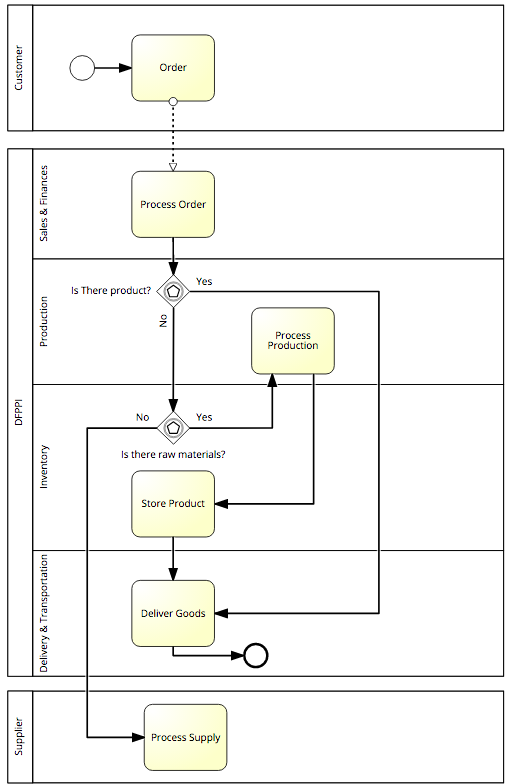 Customer
Order
DFPPI
Sales & Finances
Process Order
Production
Is There product?
Yes
No
Process
Production
Inventory
No
Yes
Is there raw materials?
Store Product
Delivery & Transportation
Deliver Goods
Supplier
Process Supply